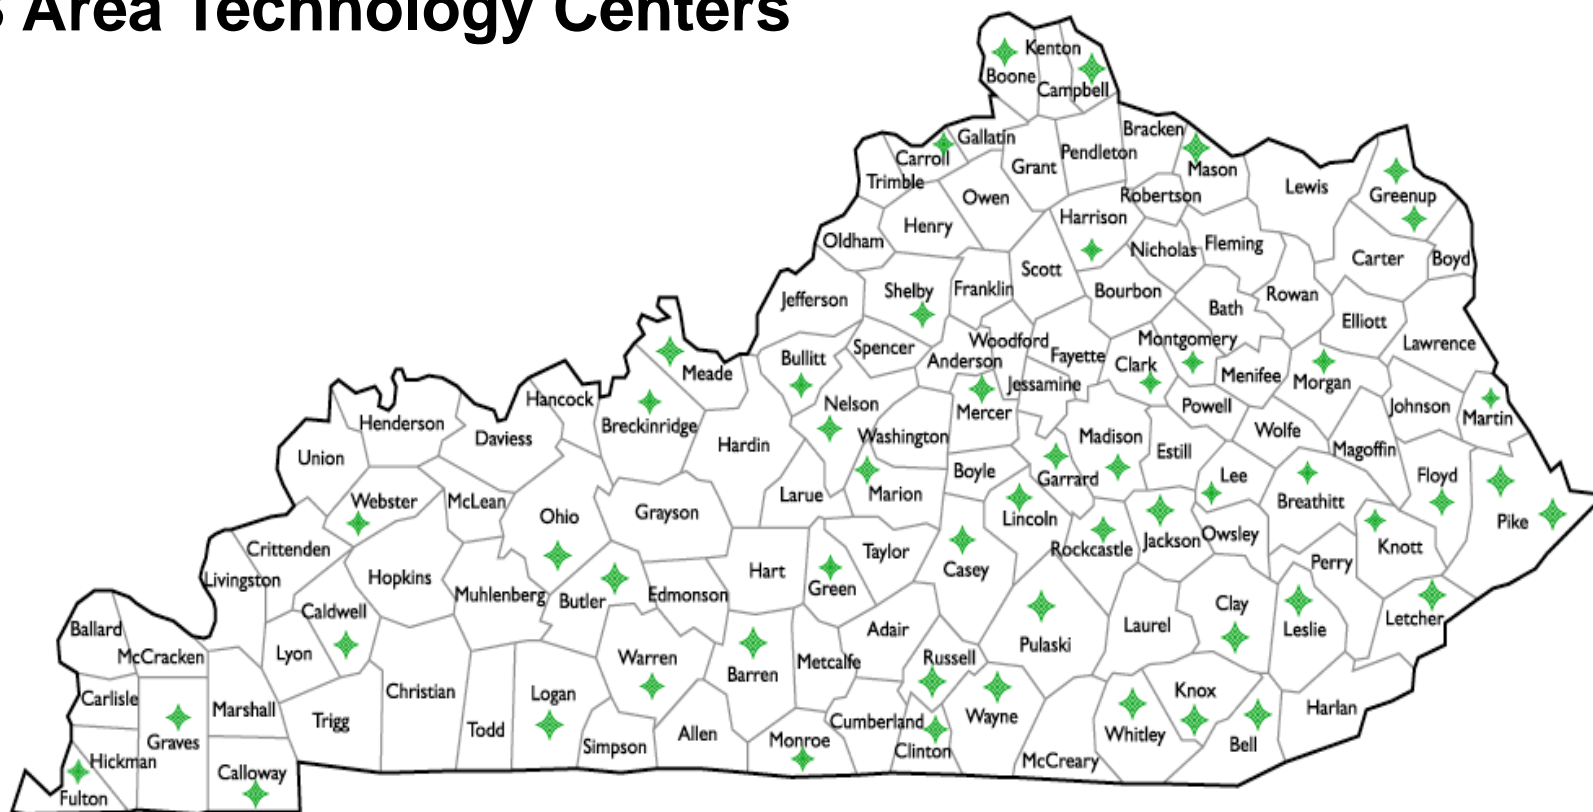 Area Technology Centers
Kenton
Boone
Campbell
Bracken
Gallatin
Carroll
Pendleton
Grant
Mason
Trimble
Lewis
Robertson
Greenup
Owen
Harrison
Henry
Oldham
Nicholas
Fleming
Carter
Boyd
Scott
Shelby
Franklin
Bourbon
Rowan
Jefferson
Bath
Elliott
Woodford
Montgomery
Lawrence
Spencer
Bullitt
Anderson
Fayette
Clark
Meade
Menifee
Morgan
Jessamine
Hancock
Nelson
Mercer
Powell
Johnson
Martin
Henderson
Breckinridge
Daviess
Washington
Madison
Wolfe
Hardin
Magoffin
Union
Estill
Boyle
Garrard
Lee
Floyd
Webster
McLean
Larue
Marion
Breathitt
Ohio
Grayson
Lincoln
Pike
Crittenden
Taylor
Rockcastle
Jackson
Owsley
Knott
Livingston
Hopkins
Hart
Casey
Perry
Muhlenberg
Butler
Edmonson
Green
Caldwell
Clay
Letcher
Ballard
Adair
Laurel
Leslie
McCracken
Lyon
Warren
Metcalfe
Russell
Pulaski
Barren
Carlisle
Marshall
Christian
Logan
Knox
Trigg
Todd
Cumberland
Wayne
Harlan
Graves
Simpson
Allen
Monroe
Clinton
Whitley
Bell
Hickman
Calloway
McCreary
Fulton